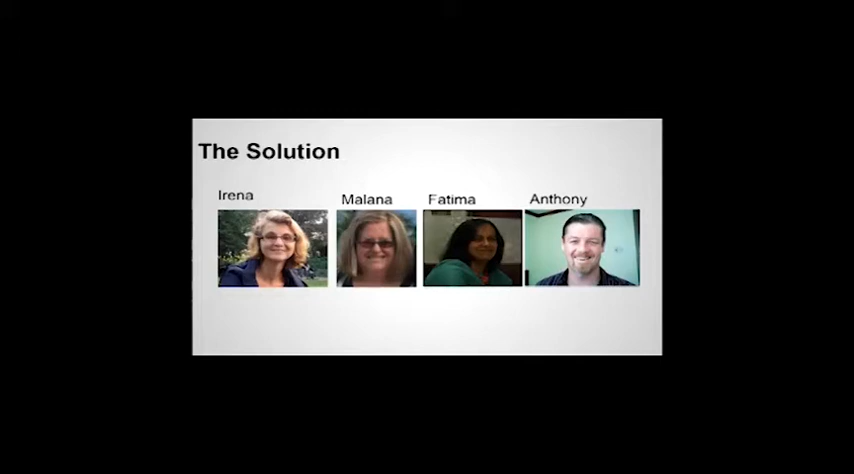 The Solution
Irena
Malana
Fatima
Anthony